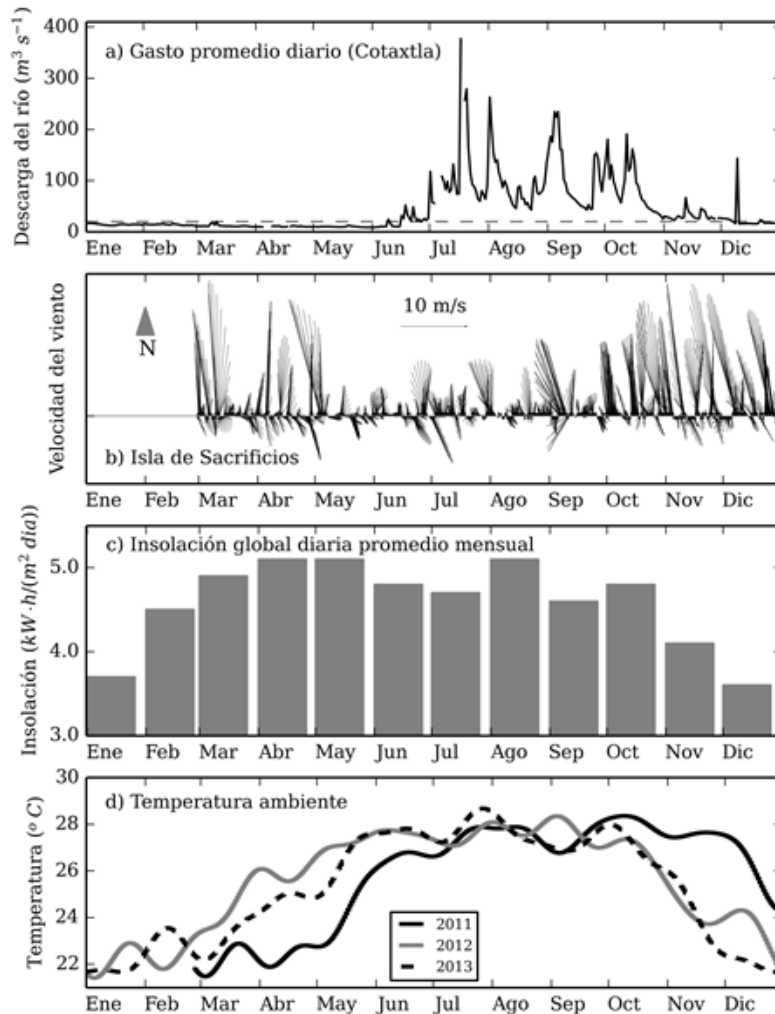 a) Gasto promedio diario (Cotaxtla)
Descarga del río (m³ s⁻¹)
400
300
200
100
0
Ene Feb Mar Abr May Jun Jul Ago Sep Oct Nov Dic
Velocidad del viento
N
10 m/s
b) Isla de Sacrificios
Ene Feb Mar Abr May Jun Jul Ago Sep Oct Nov Dic
c) Insolación global diaria promedio mensual
Insolación (kW·h/(m² dia))
5.0
4.0
3.0
Ene Feb Mar Abr May Jun Jul Ago Sep Oct Nov Dic
d) Temperatura ambiente
Temperatura (° C)
30
28
26
24
22
2011
2012
2013
Ene Feb Mar Abr May Jun Jul Ago Sep Oct Nov Dic